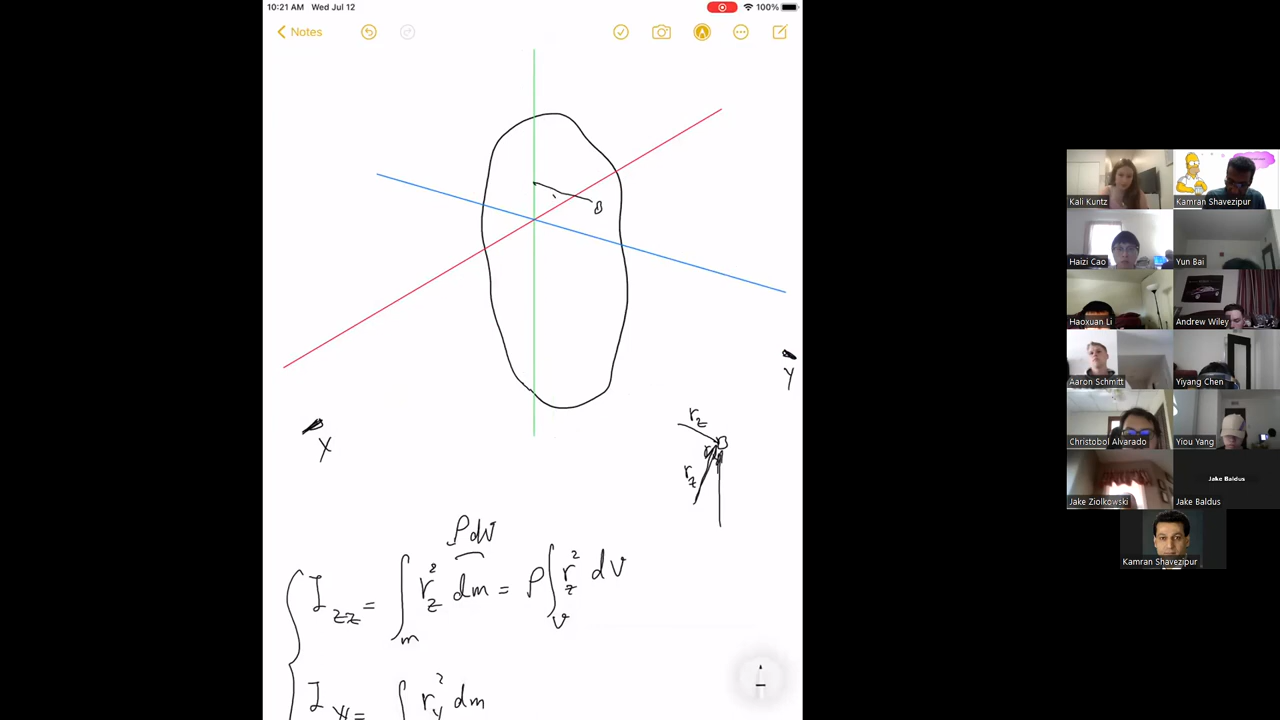 10:21 AM Wed Jul 12
100%
Notes
Y
X
r_z
r_z
ρdV
I_zz = ∫_m r_z^2 dm = ρ∫_V r_z^2 dV
I_yy = ∫ r_y^2 dm
Kali Kuntz
Kamran Shavezipur
Haizi Cao
Yun Bai
Haoxuan Li
Andrew Wiley
Aaron Schmitt
Yiyang Chen
Christobol Alvarado
Yiou Yang
Jake Ziolkowski
Jake Baldus
Jake Baldus
Kamran Shavezipur